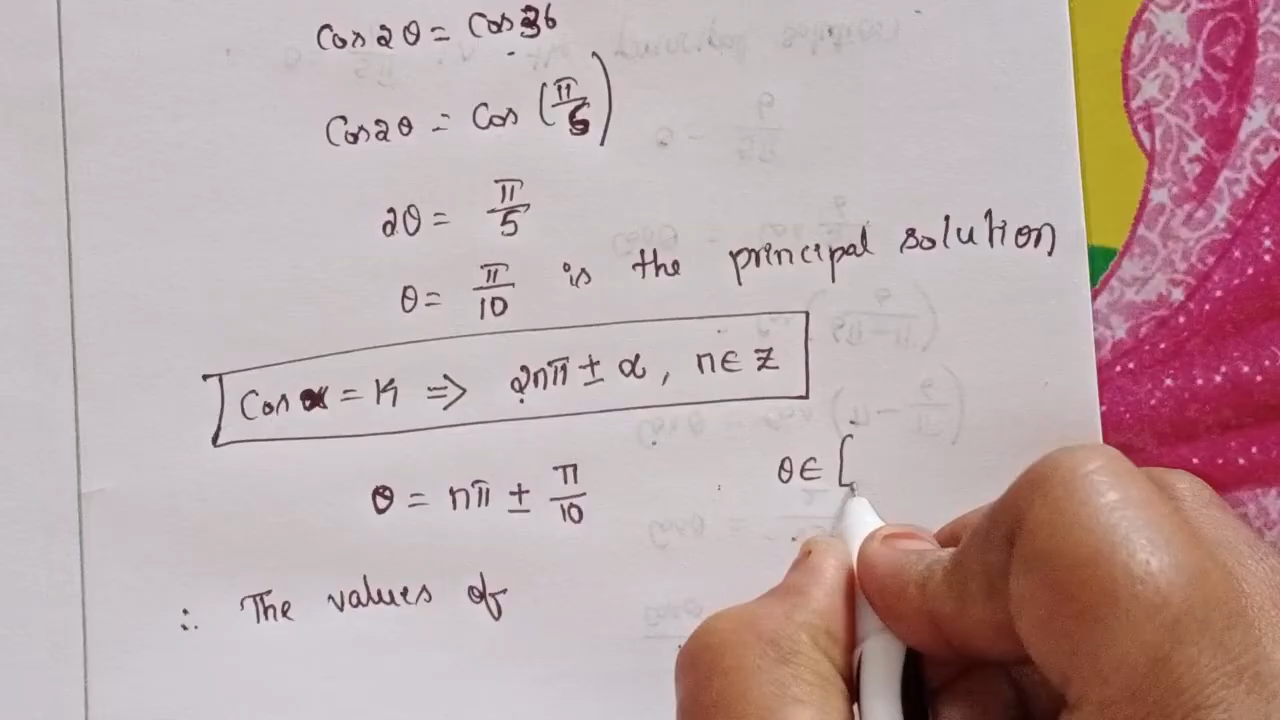 Cos 2θ = Cos 36
Cos 2θ = Cos (π/5)
2θ = π/5
θ = π/10 is the principal solution
Cos α = K => 2nπ ± α, n ∈ Z
θ = nπ ± π/10
θ ∈ [
∴ The values of